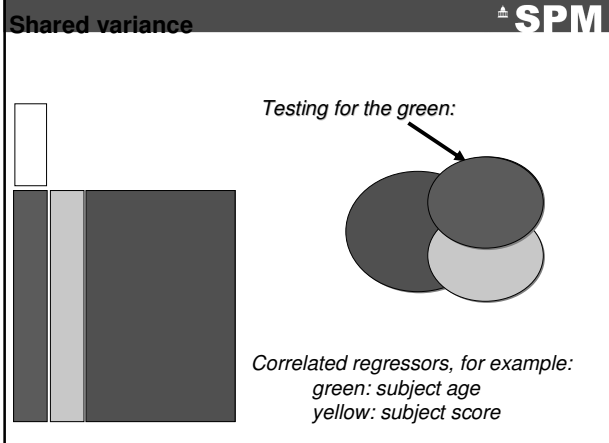 Shared variance
SPM
Testing for the green:
Correlated regressors, for example:
green: subject age
yellow: subject score